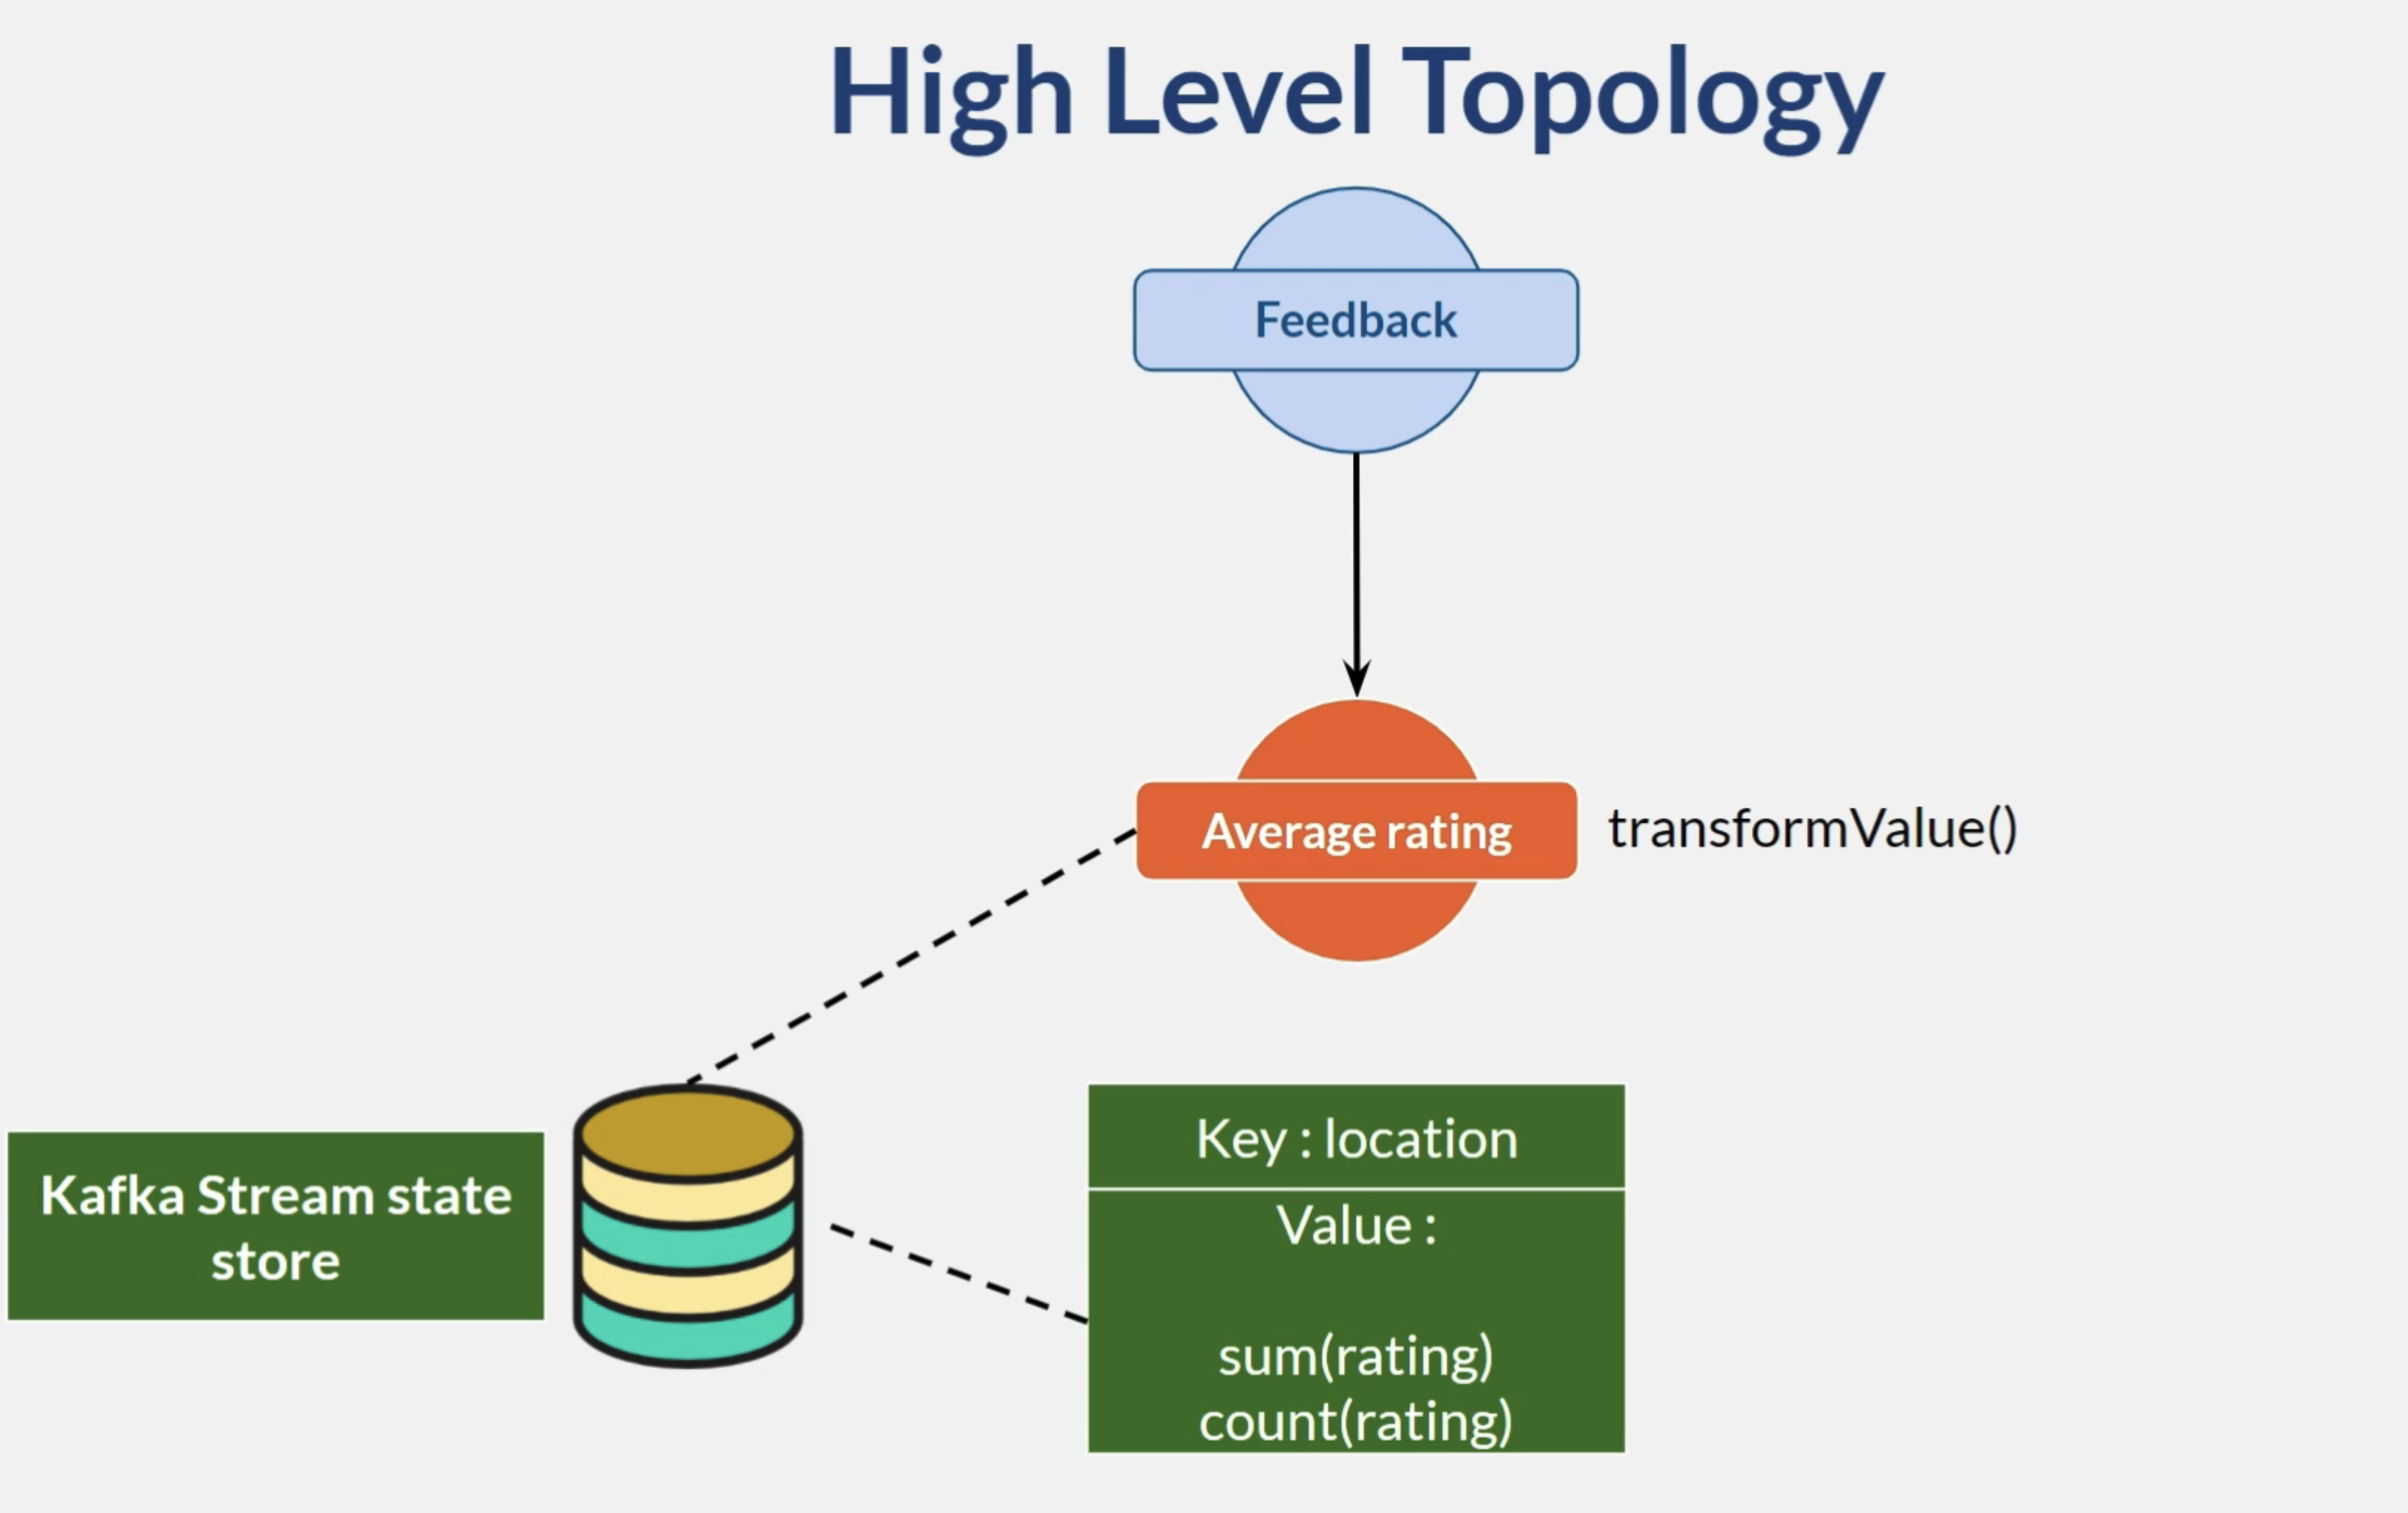 High Level Topology
Feedback
Average rating
transformValue()
Kafka Stream state
store
Key : location
Value :
sum(rating)
count(rating)